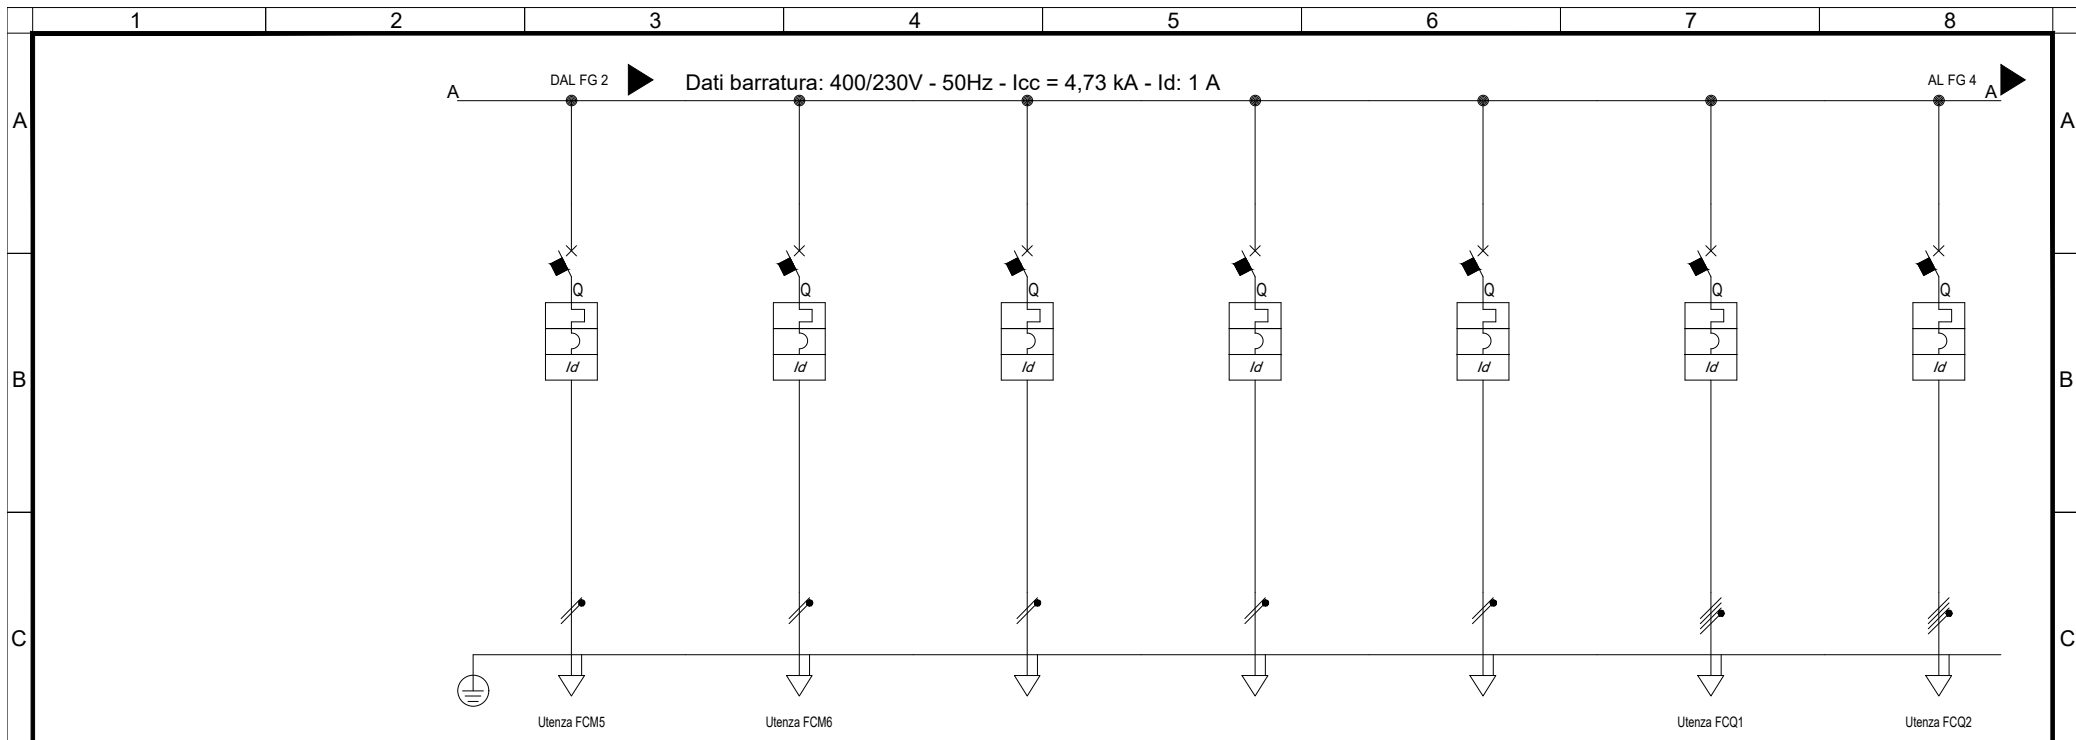 1 2 3 4 5 6 7 8
DAL FG 2 Dati barratura: 400/230V - 50Hz - Icc = 4,73 kA - Id: 1 A AL FG 4
A A
A A
Q Q Q Q Q Q Q
Id Id Id Id Id Id Id
B B
C C
Utenza FCM5 Utenza FCM6 Utenza FCQ1 Utenza FCQ2